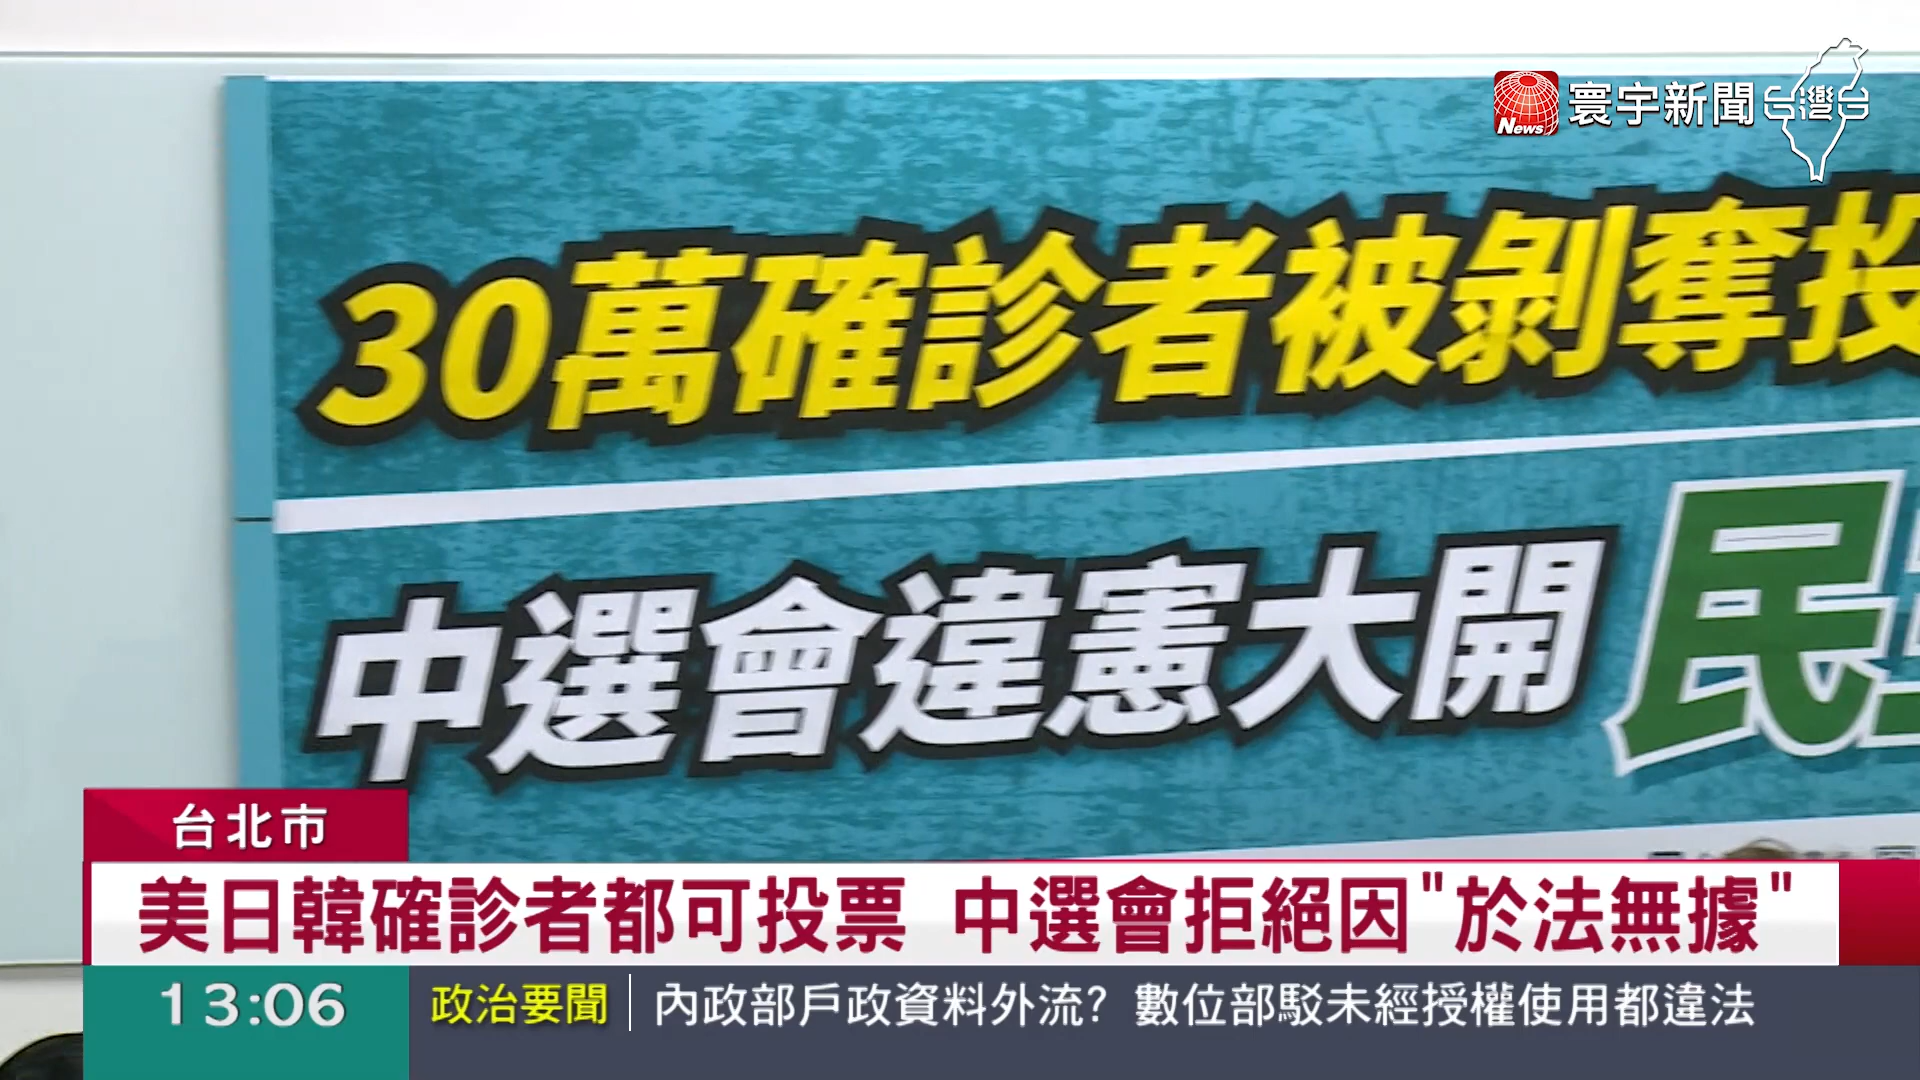 News 寰宇新聞 台灣台
30萬確診者被剝奪投
中選會違憲大開民
台北市
美日韓確診者都可投票 中選會拒絕因"於法無據"
13:06 政治要聞 內政部戶政資料外流? 數位部駁未經授權使用都違法